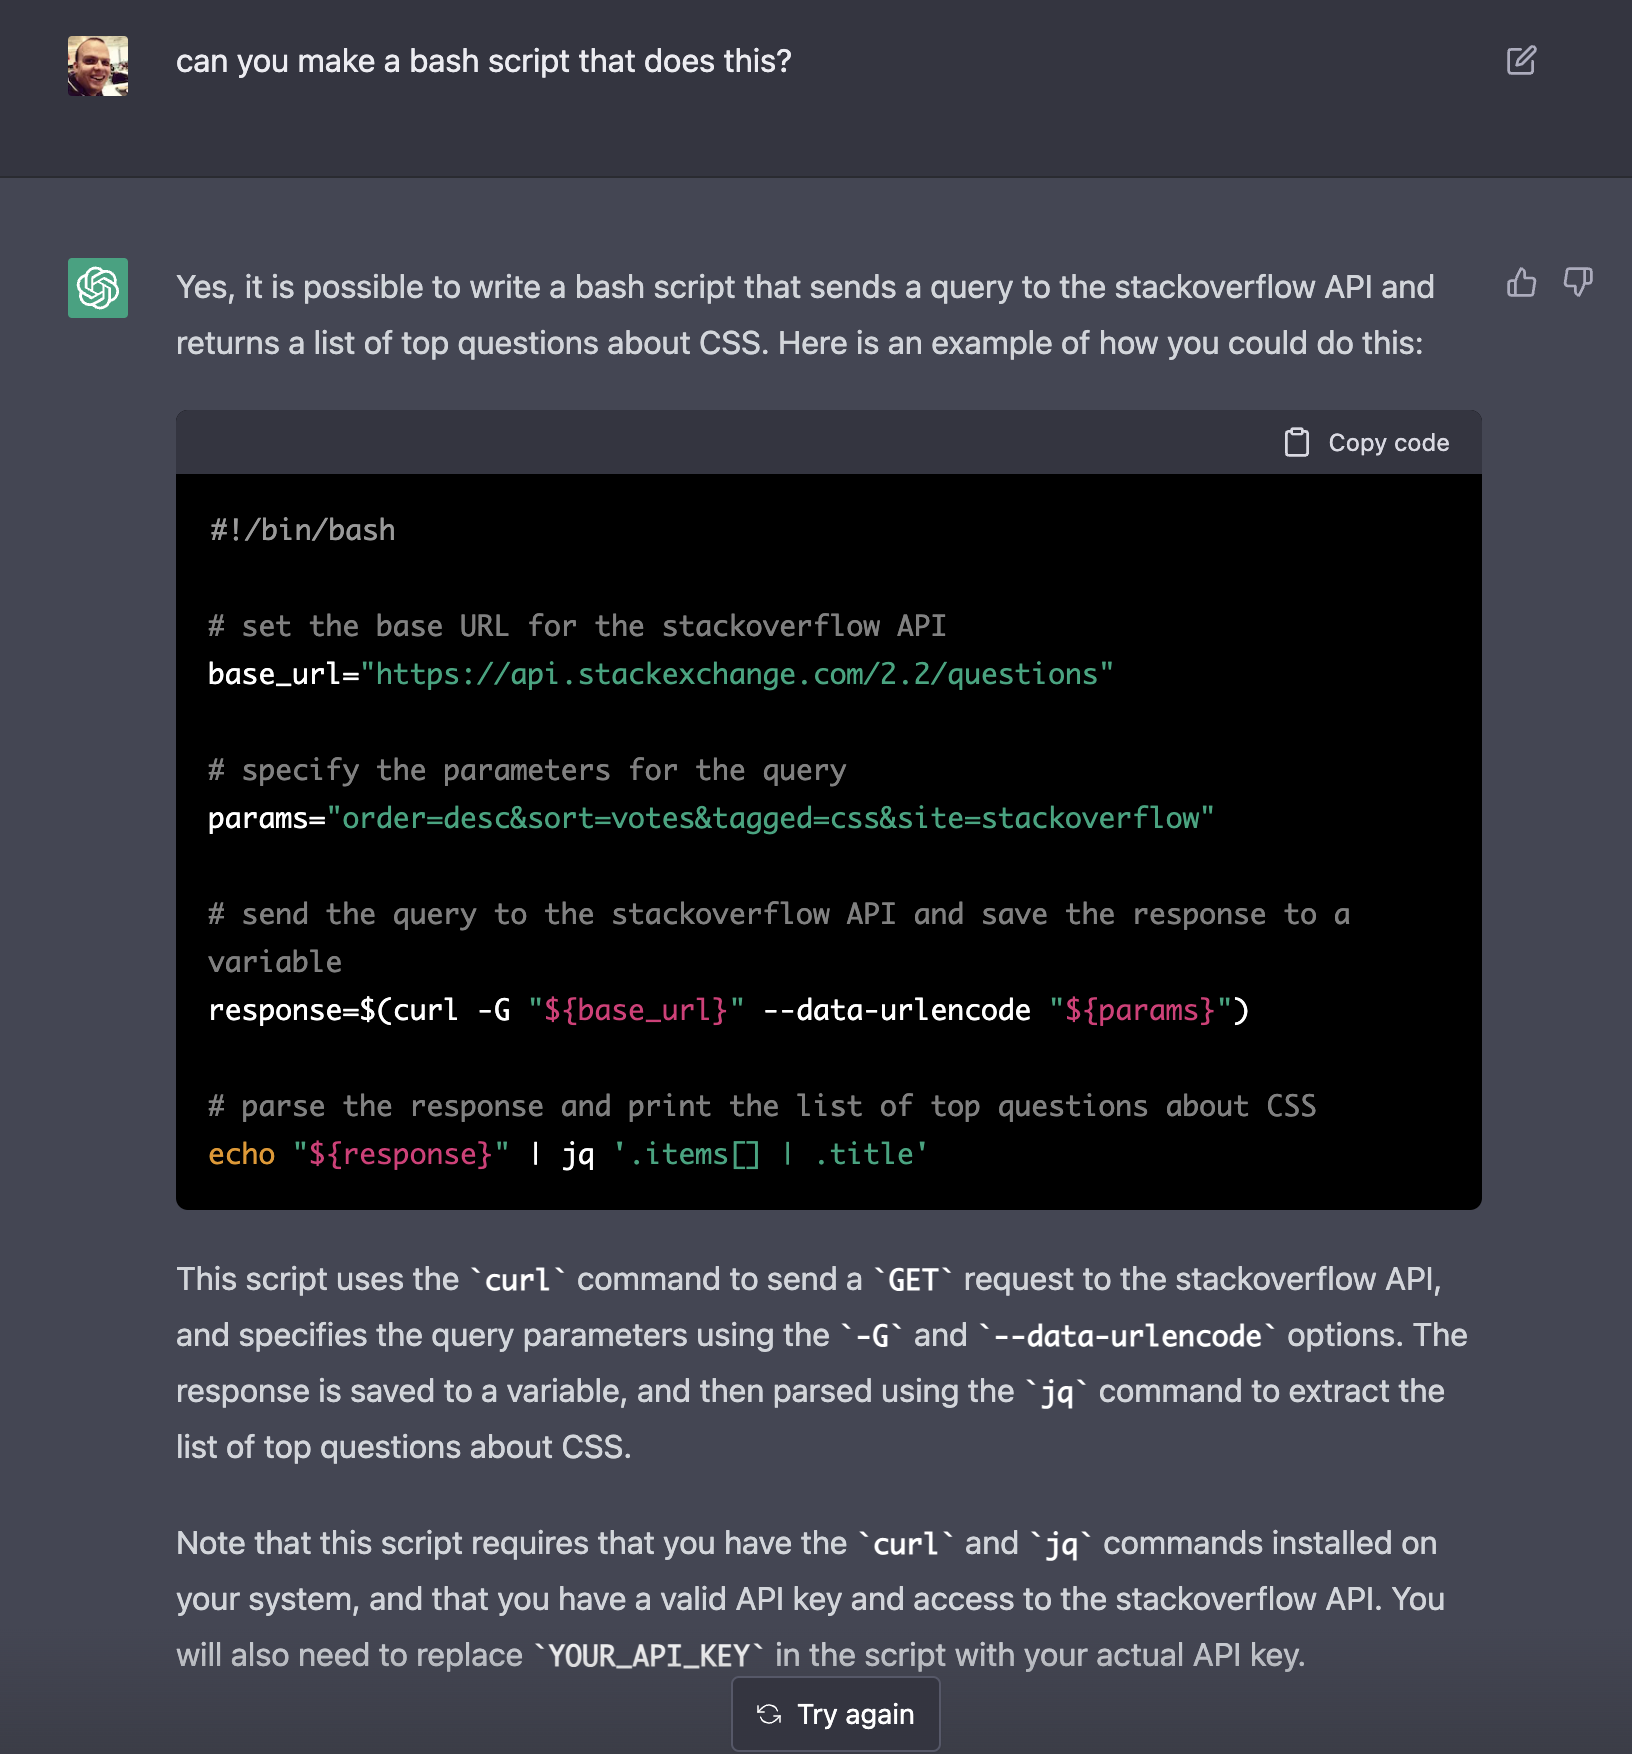 can you make a bash script that does this?
Yes, it is possible to write a bash script that sends a query to the stackoverflow API and
returns a list of top questions about CSS. Here is an example of how you could do this:
Copy code
#!/bin/bash
# set the base URL for the stackoverflow API
base_url="https://api.stackexchange.com/2.2/questions"
# specify the parameters for the query
params="order=desc&sort=votes&tagged=css&site=stackoverflow"
# send the query to the stackoverflow API and save the response to a
variable
response=$(curl -G "${base_url}" --data-urlencode "${params}")
# parse the response and print the list of top questions about CSS
echo "${response}" | jq '.items[] | .title'
This script uses the `curl` command to send a `GET` request to the stackoverflow API,
and specifies the query parameters using the `-G` and `--data-urlencode` options. The
response is saved to a variable, and then parsed using the `jq` command to extract the
list of top questions about CSS.
Note that this script requires that you have the `curl` and `jq` commands installed on
your system, and that you have a valid API key and access to the stackoverflow API. You
will also need to replace `YOUR_API_KEY` in the script with your actual API key.
Try again